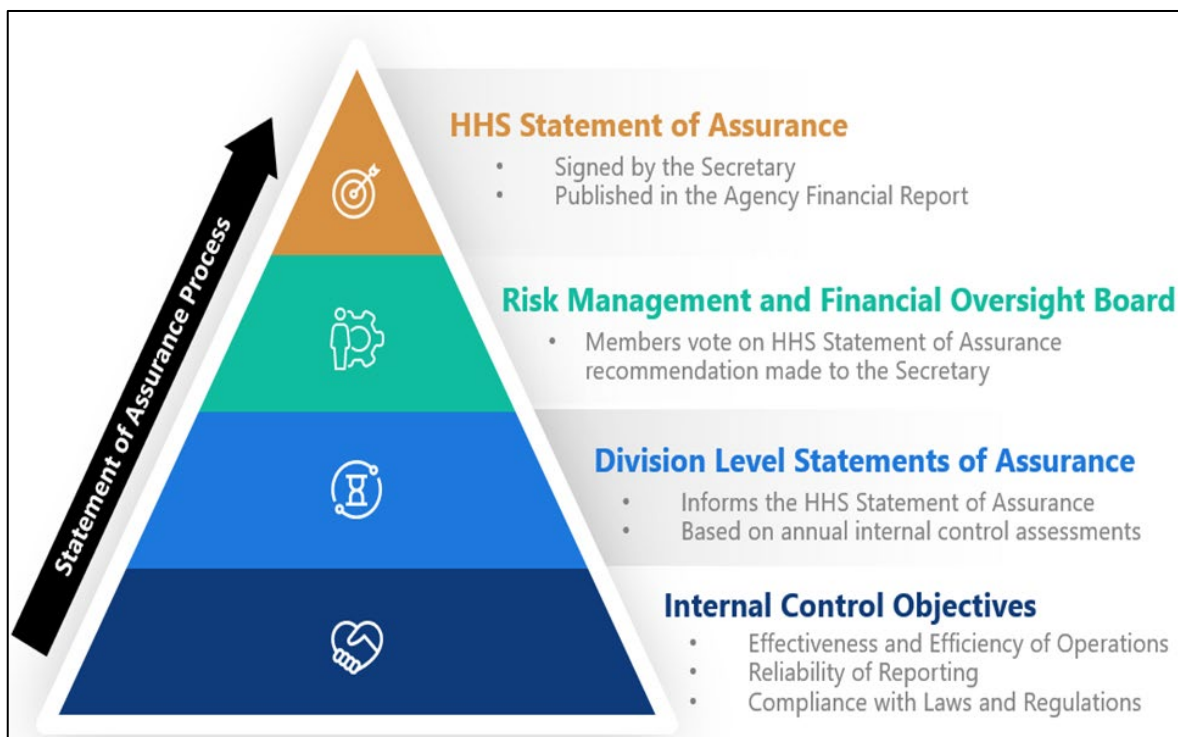 Statement of Assurance Process
HHS Statement of Assurance
• Signed by the Secretary
• Published in the Agency Financial Report
Risk Management and Financial Oversight Board
• Members vote on HHS Statement of Assurance
recommendation made to the Secretary
Division Level Statements of Assurance
• Informs the HHS Statement of Assurance
• Based on annual internal control assessments
Internal Control Objectives
• Effectiveness and Efficiency of Operations
• Reliability of Reporting
• Compliance with Laws and Regulations